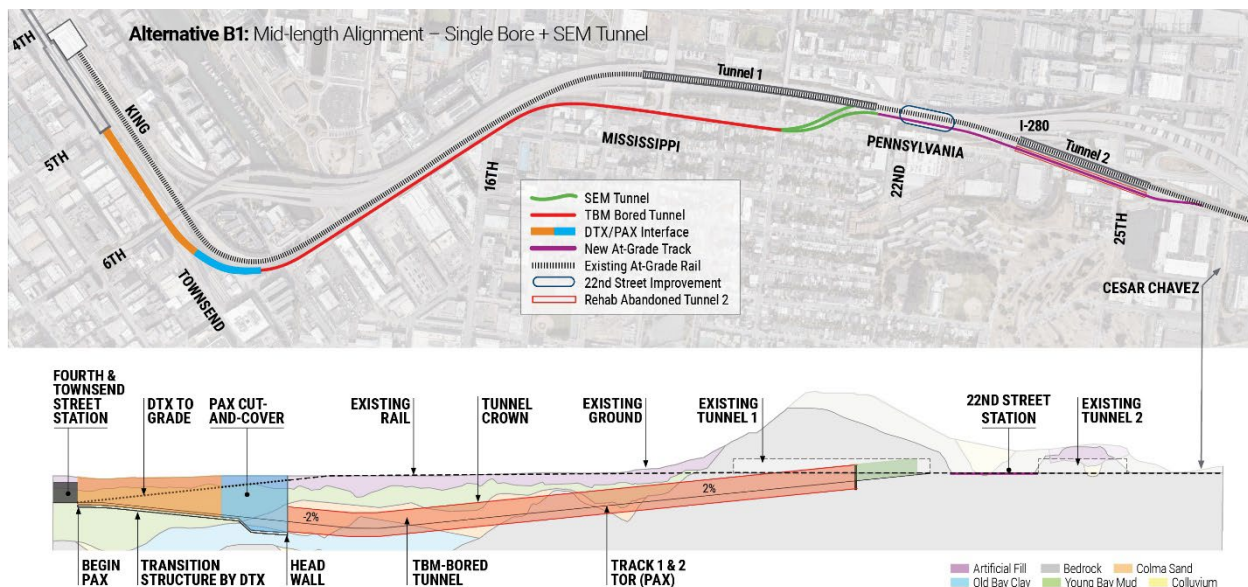 Alternative B1: Mid-length Alignment – Single Bore + SEM Tunnel
4TH
KING
5TH
6TH
TOWNSEND
16TH
Tunnel 1
MISSISSIPPI
PENNSYLVANIA
22ND
I-280
Tunnel 2
25TH
CESAR CHAVEZ
SEM Tunnel
TBM Bored Tunnel
DTX/PAX Interface
New At-Grade Track
Existing At-Grade Rail
22nd Street Improvement
Rehab Abandoned Tunnel 2
FOURTH &
TOWNSEND
STREET
STATION
DTX TO
GRADE
PAX CUT-
AND-COVER
EXISTING
RAIL
TUNNEL
CROWN
EXISTING
GROUND
EXISTING
TUNNEL 1
22ND STREET
STATION
EXISTING
TUNNEL 2
-2%
2%
BEGIN
PAX
TRANSITION
STRUCTURE BY DTX
HEAD
WALL
TBM-BORED
TUNNEL
TRACK 1 & 2
TOR (PAX)
Artificial Fill
Bedrock
Colma Sand
Old Bay Clay
Young Bay Mud
Colluvium